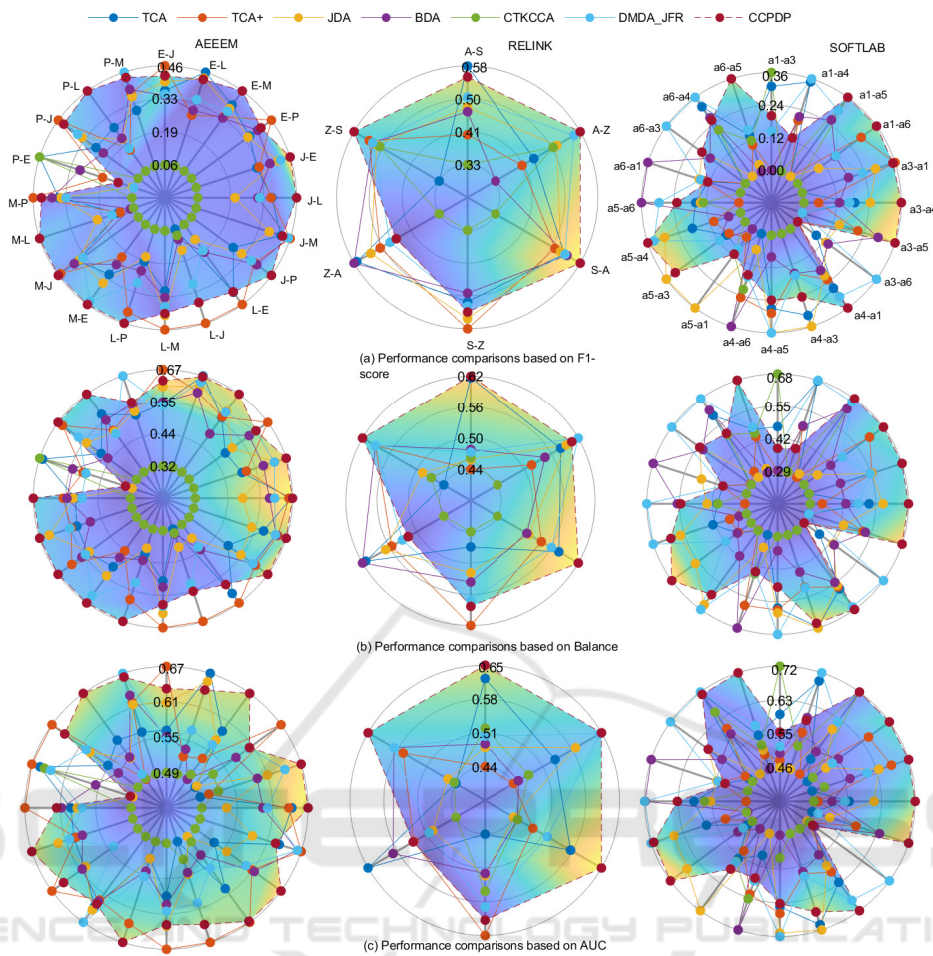 TCA TCA+ JDA BDA CTKCCA DMDA_JFR CCPDP
AEEEM RELINK SOFTLAB
E-J
E-L
E-M
E-P
J-E
J-L
J-M
J-P
L-E
L-J
L-M
L-P
M-E
M-J
M-L
M-P
P-E
P-J
P-L
P-M
0.46
0.33
0.19
0.06
A-S
A-Z
S-A
S-Z
Z-A
Z-S
0.58
0.50
0.41
0.33
a1-a3
a1-a4
a1-a5
a1-a6
a3-a1
a3-a4
a3-a5
a3-a6
a4-a1
a4-a3
a4-a5
a4-a6
a5-a1
a5-a3
a5-a4
a5-a6
a6-a1
a6-a3
a6-a4
a6-a5
0.36
0.24
0.12
0.00
(a) Performance comparisons based on F1-
score
0.67
0.55
0.44
0.32
0.62
0.56
0.50
0.44
0.68
0.55
0.42
0.29
(b) Performance comparisons based on Balance
0.67
0.61
0.55
0.49
0.65
0.58
0.51
0.44
0.72
0.63
0.55
0.46
(c) Performance comparisons based on AUC